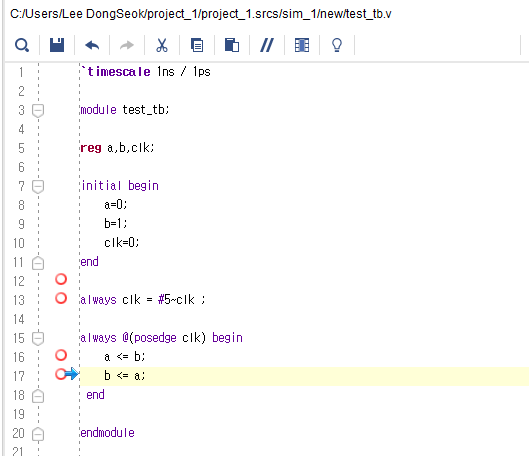 C:/Users/Lee DongSeok/project_1/project_1.srcs/sim_1/new/test_tb.v
1 `timescale 1ns / 1ps
2
3 module test_tb;
4
5 reg a,b,clk;
6
7 initial begin
8 a=0;
9 b=1;
10 clk=0;
11 end
12
13 always clk = #5~clk ;
14
15 always @(posedge clk) begin
16 a <= b;
17 b <= a;
18 end
19
20 endmodule
21